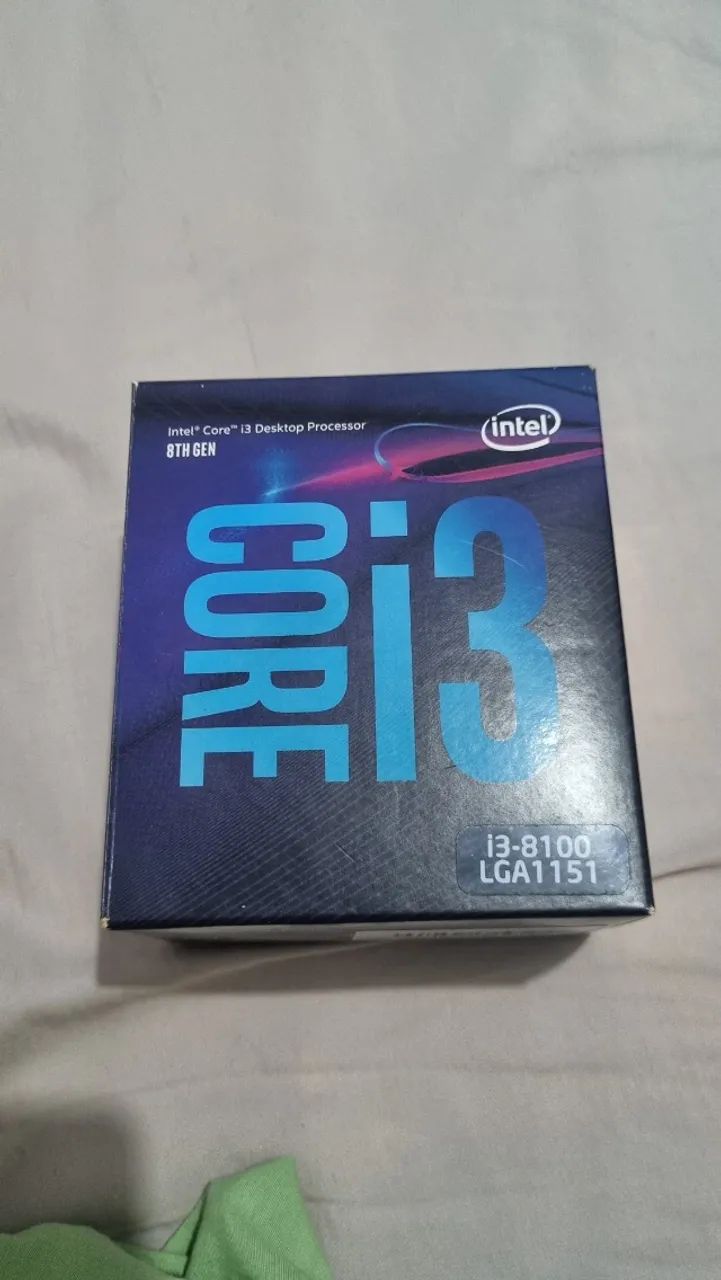 Intel® Core™ i3 Desktop Processor
8TH GEN
intel
CORE i3
i3-8100
LGA1151